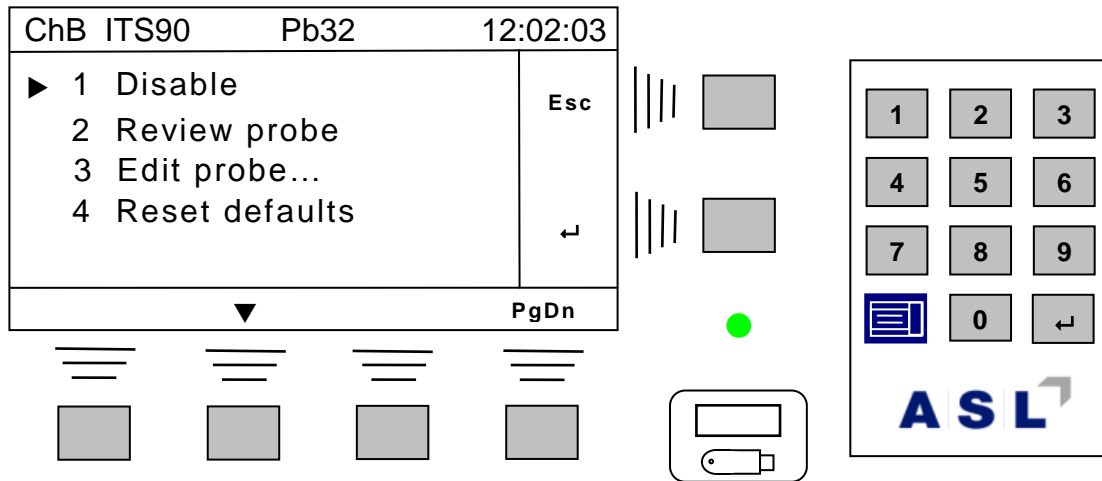 ChB ITS90 Pb32 12:02:03
▶ 1 Disable
2 Review probe
3 Edit probe...
4 Reset defaults
Esc
↵
▼ PgDn
1 2 3
4 5 6
7 8 9
0 ↵
ASL